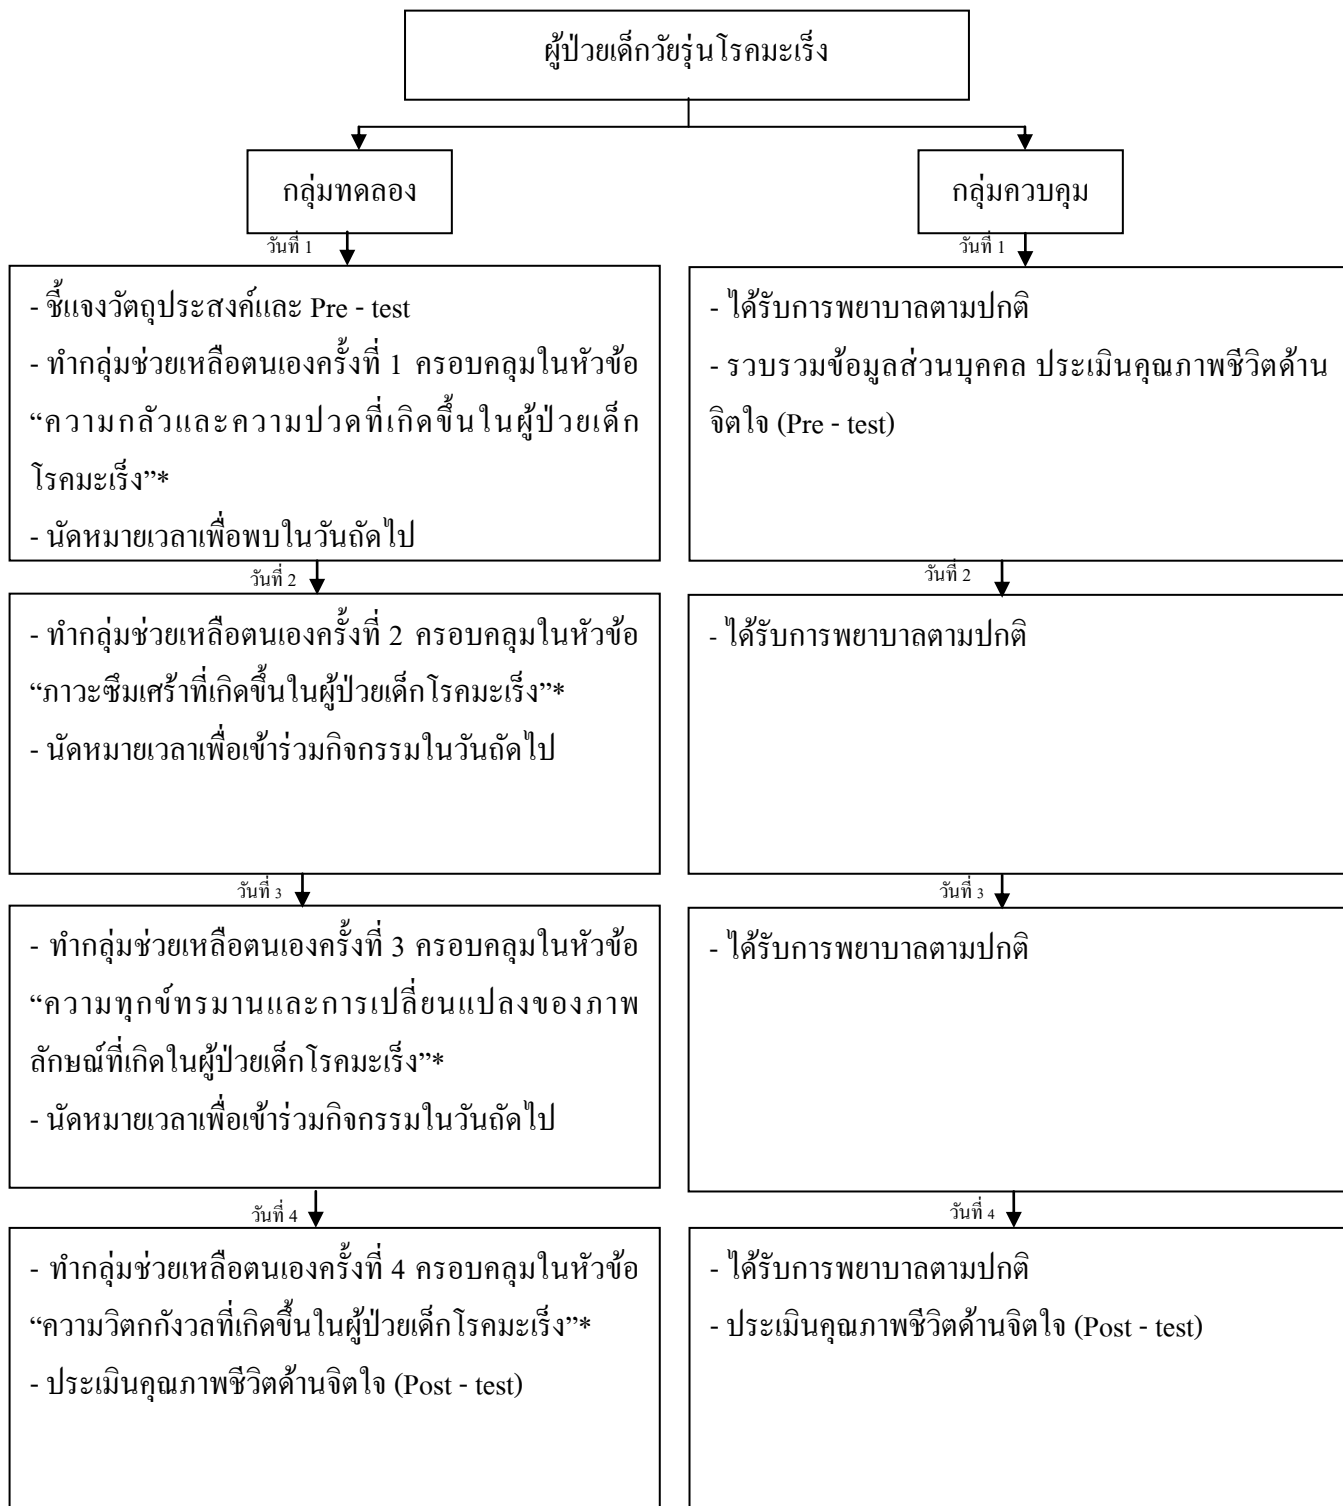 ผู้ป่วยเด็กวัยรุ่นโรคมะเร็ง
กลุ่มทดลอง
กลุ่มควบคุม
วันที่ 1
วันที่ 1
- ชี้แจงวัตถุประสงค์และ Pre - test
- ทำกลุ่มช่วยเหลือตนเองครั้งที่ 1 ครอบคลุมในหัวข้อ
“ความกลัวและความปวดที่เกิดขึ้นในผู้ป่วยเด็ก
โรคมะเร็ง”*
- นัดหมายเวลาเพื่อพบในวันถัดไป
- ได้รับการพยาบาลตามปกติ
- รวบรวมข้อมูลส่วนบุคคล ประเมินคุณภาพชีวิตด้าน
จิตใจ (Pre - test)
วันที่ 2
วันที่ 2
- ทำกลุ่มช่วยเหลือตนเองครั้งที่ 2 ครอบคลุมในหัวข้อ
“ภาวะซึมเศร้าที่เกิดขึ้นในผู้ป่วยเด็กโรคมะเร็ง”*
- นัดหมายเวลาเพื่อเข้าร่วมกิจกรรมในวันถัดไป
- ได้รับการพยาบาลตามปกติ
วันที่ 3
วันที่ 3
- ทำกลุ่มช่วยเหลือตนเองครั้งที่ 3 ครอบคลุมในหัวข้อ
“ความทุกข์ทรมานและการเปลี่ยนแปลงของภาพ
ลักษณ์ที่เกิดในผู้ป่วยเด็กโรคมะเร็ง”*
- นัดหมายเวลาเพื่อเข้าร่วมกิจกรรมในวันถัดไป
- ได้รับการพยาบาลตามปกติ
วันที่ 4
วันที่ 4
- ทำกลุ่มช่วยเหลือตนเองครั้งที่ 4 ครอบคลุมในหัวข้อ
“ความวิตกกังวลที่เกิดขึ้นในผู้ป่วยเด็กโรคมะเร็ง”*
- ประเมินคุณภาพชีวิตด้านจิตใจ (Post - test)
- ได้รับการพยาบาลตามปกติ
- ประเมินคุณภาพชีวิตด้านจิตใจ (Post - test)